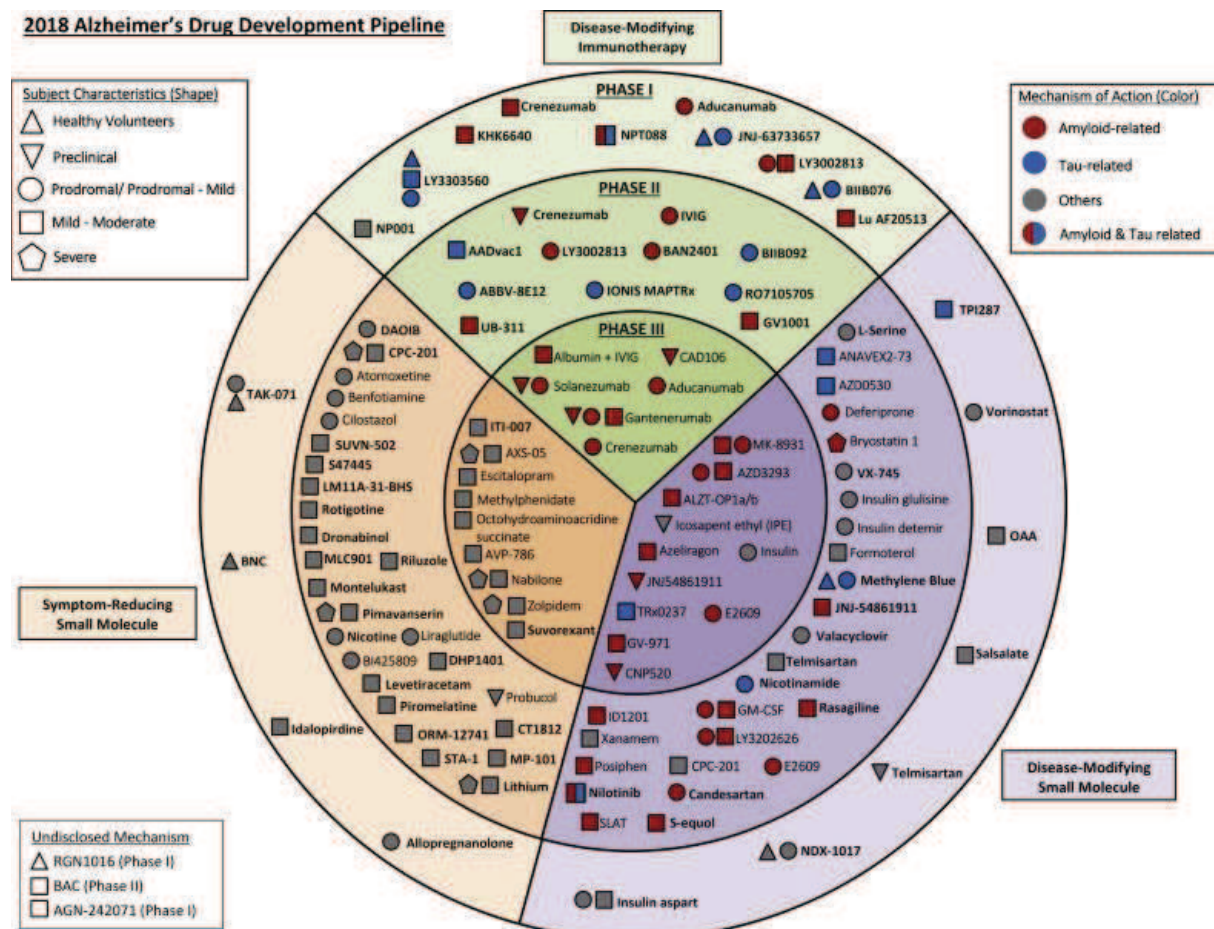 2018 Alzheimer's Drug Development Pipeline
Disease-Modifying
Immunotherapy
Subject Characteristics (Shape)
Healthy Volunteers
Preclinical
Prodromal/ Prodromal - Mild
Mild - Moderate
Severe
Mechanism of Action (Color)
Amyloid-related
Tau-related
Others
Amyloid & Tau related
PHASE I
Crenezumab
Aducanumab
KHK6640
NPT088
JNJ-63733657
LY3303560
LY3002813
BIIB076
NP001
Lu AF20513
PHASE II
Crenezumab
IVIG
AADvac1
LY3002813
BAN2401
BIIB092
ABBV-8E12
IONIS MAPTRx
RO7105705
UB-311
GV1001
PHASE III
Albumin + IVIG
CAD106
Solanezumab
Aducanumab
Gantenerumab
Crenezumab
TAK-071
BNC
Idalopirdine
Allopregnanolone
Symptom-Reducing
Small Molecule
DAOIB
CPC-201
Atomoxetine
Benfotiamine
Cilostazol
SUVN-502
S47445
LM11A-31-BHS
Rotigotine
Dronabinol
MLC901
Riluzole
Montelukast
Pimavanserin
Nicotine
Liraglutide
BI425809
DHP1401
Levetiracetam
Probucol
Piromelatine
ORM-12741
CT1812
STA-1
MP-101
Lithium
ITI-007
AXS-05
Escitalopram
Methylphenidate
Octohydroaminoacridine
succinate
AVP-786
Nabilone
Zolpidem
Suvorexant
MK-8931
AZD3293
ALZT-OP1a/b
Icosapent ethyl (IPE)
Azeliragon
Insulin
JNJ54861911
TRx0237
E2609
GV-971
CNP520
L-Serine
ANAVEX2-73
AZD0530
Deferiprone
Bryostatin 1
VX-745
Insulin glulisine
Insulin detemir
Formoterol
Methylene Blue
JNJ-54861911
Valacyclovir
Telmisartan
Nicotinamide
ID1201
GM-CSF
Rasagiline
Xanamem
LY3202626
Posiphen
CPC-201
E2609
Nilotinib
Candesartan
SLAT
S-equol
TPI287
Vorinostat
OAA
Salsalate
Telmisartan
NDX-1017
Insulin aspart
Disease-Modifying
Small Molecule
Undisclosed Mechanism
RGN1016 (Phase I)
BAC (Phase II)
AGN-242071 (Phase I)